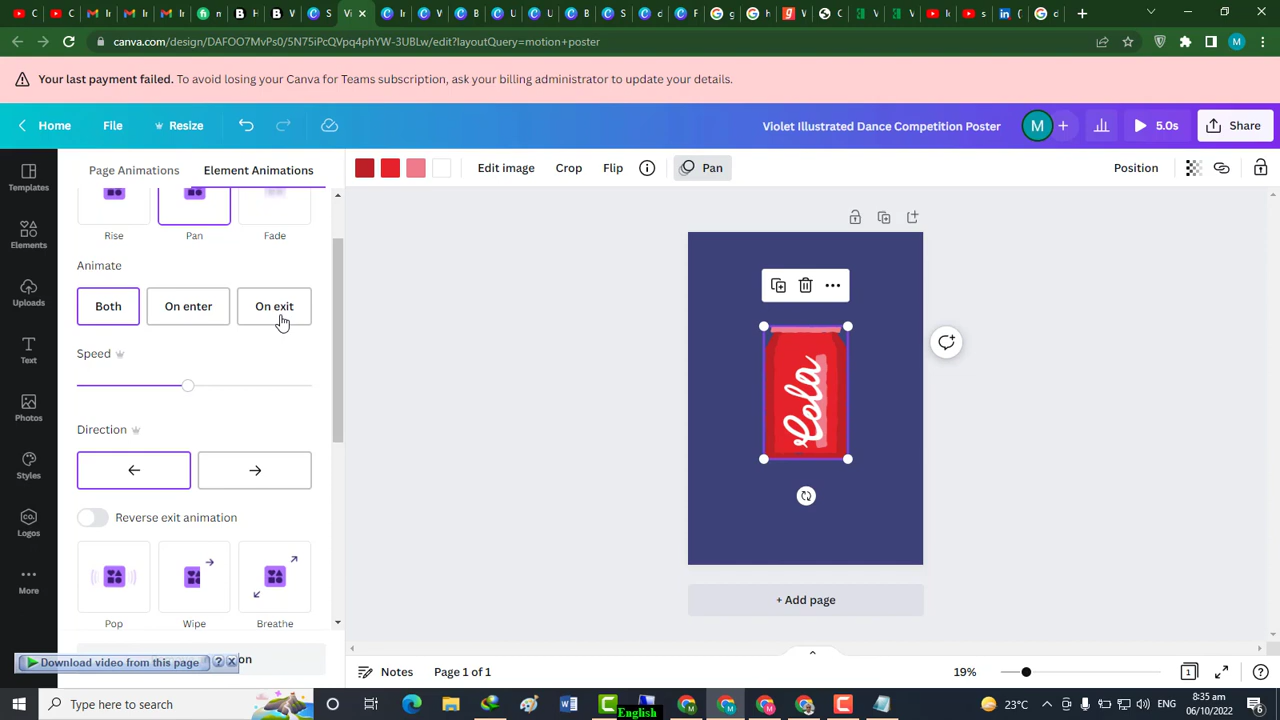 canva.com/design/DAFOO7MvPs0/5N75iPcQVpq4phYW-3UBLw/edit?layoutQuery=motion+poster
M
Your last payment failed. To avoid losing your Canva for Teams subscription, ask your billing administrator to update your details.
Home File Resize Violet Illustrated Dance Competition Poster M 5.0s Share
Page Animations Element Animations Edit image Crop Flip Pan Position
Templates
Elements
Uploads
Text
Photos
Styles
Logos
More
Rise Pan Fade
Animate
Both On enter On exit
Speed
Direction
Reverse exit animation
Pop Wipe Breathe
Cola
+ Add page
Download video from this page
Notes Page 1 of 1 19%
Type here to search
English
23°C ENG
8:35 am
06/10/2022